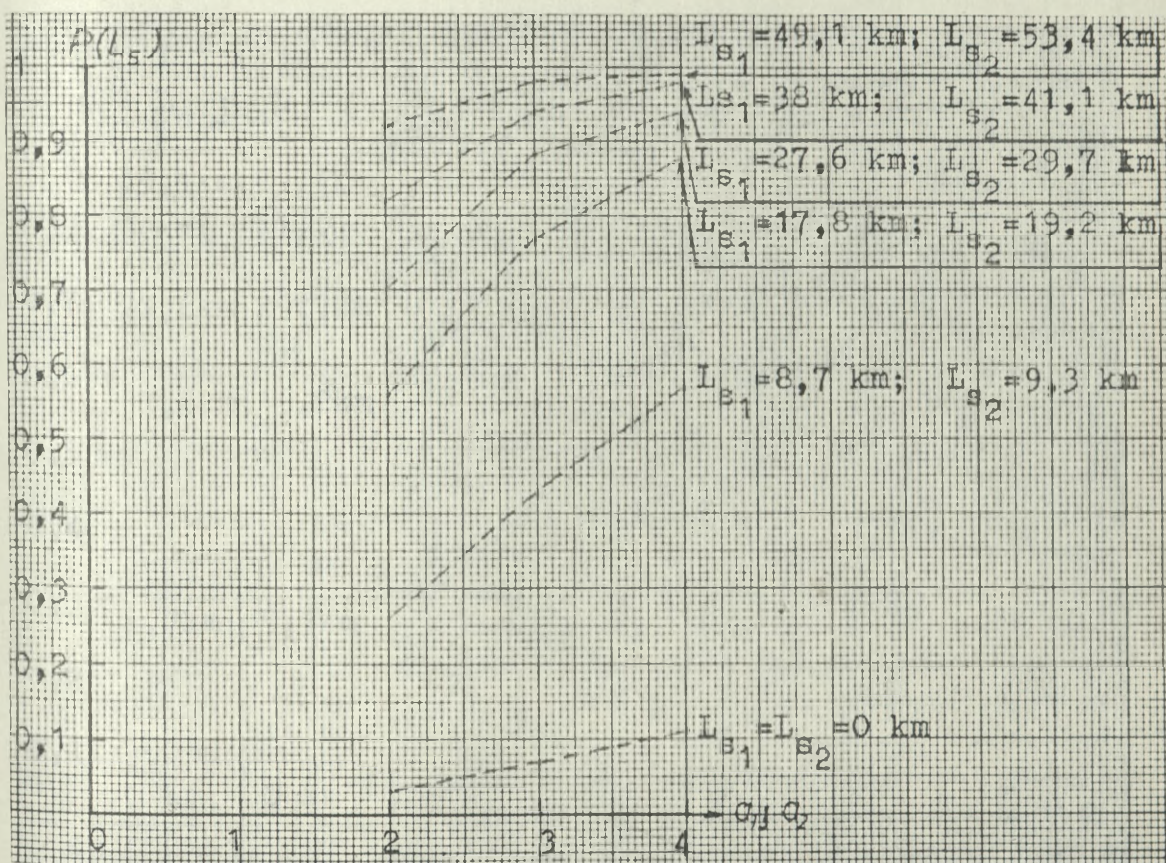 P(Ls)
Ls1=49,1 km; Ls2=53,4 km
1
Ls1=38 km; Ls2=41,1 km
0,9
Ls1=27,6 km; Ls2=29,7 km
0,8
Ls1=17,8 km; Ls2=19,2 km
0,7
0,6
Ls1=8,7 km; Ls2=9,3 km
0,5
0,4
0,3
0,2
0,1
Ls1=Ls2=0 km
0 1 2 3 4